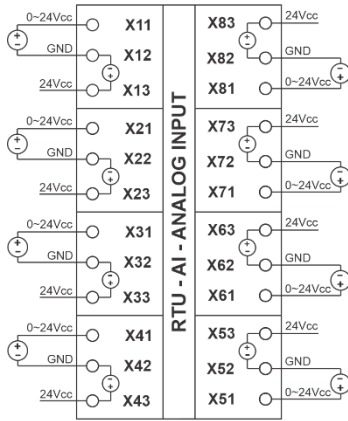 0~24Vcc X11
GND X12
24Vcc X13
0~24Vcc X21
GND X22
24Vcc X23
0~24Vcc X31
GND X32
24Vcc X33
0~24Vcc X41
GND X42
24Vcc X43
RTU - AI - ANALOG INPUT
X83 24Vcc
X82 GND
X81 0~24Vcc
X73 24Vcc
X72 GND
X71 0~24Vcc
X63 24Vcc
X62 GND
X61 0~24Vcc
X53 24Vcc
X52 GND
X51 0~24Vcc